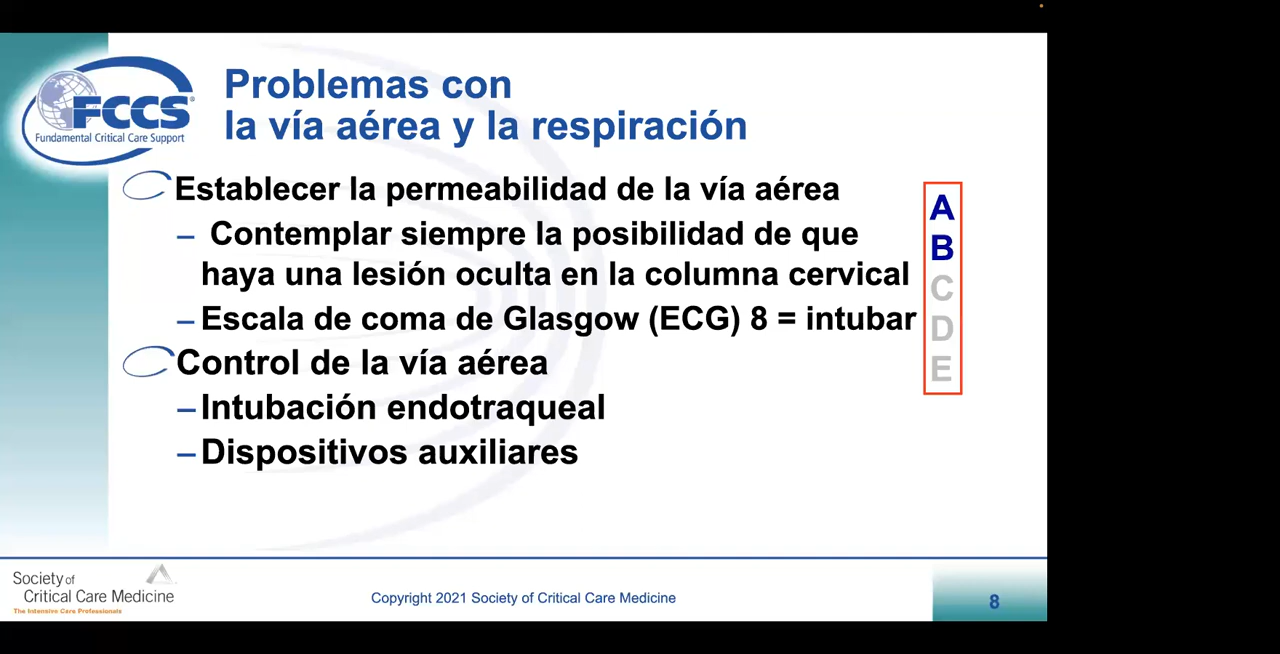 FCCS®
Fundamental Critical Care Support
Problemas con
la vía aérea y la respiración
Establecer la permeabilidad de la vía aérea
– Contemplar siempre la posibilidad de que
haya una lesión oculta en la columna cervical
–Escala de coma de Glasgow (ECG) 8 = intubar
Control de la vía aérea
–Intubación endotraqueal
–Dispositivos auxiliares
A
B
C
D
E
Society of
Critical Care Medicine
The Intensive Care Professionals
Copyright 2021 Society of Critical Care Medicine
8